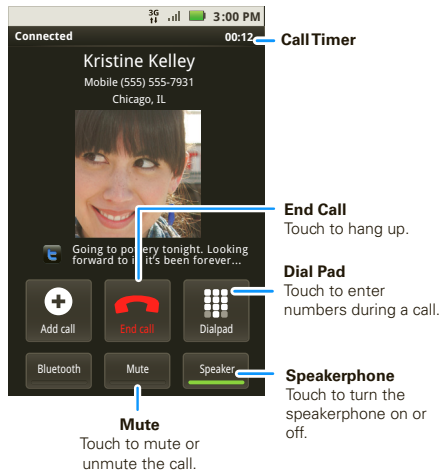 3G 3:00 PM
Connected 00:12
Call Timer
Kristine Kelley
Mobile (555) 555-7931
Chicago, IL
t Going to pottery tonight. Looking
forward to it it's been forever...
End Call
Touch to hang up.
Dial Pad
Touch to enter
numbers during a call.
Add call End call Dialpad
Bluetooth Mute Speaker
Speakerphone
Touch to turn the
speakerphone on or
off.
Mute
Touch to mute or
unmute the call.